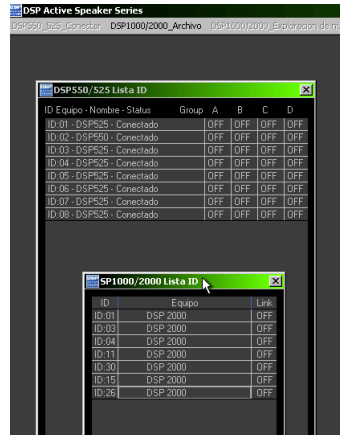 DSP Active Speaker Series
DSP550_525_Conectar DSP1000/2000_Archivo DSP1000/2000_Exploracion de nu
DSP550/525 Lista ID
ID Equipo - Nombre - Status Group A B C D
ID:01 - DSP525 - Conectado OFF OFF OFF OFF
ID:02 - DSP550 - Conectado OFF OFF OFF OFF
ID:03 - DSP525 - Conectado OFF OFF OFF OFF
ID:04 - DSP525 - Conectado OFF OFF OFF OFF
ID:05 - DSP525 - Conectado OFF OFF OFF OFF
ID:06 - DSP525 - Conectado OFF OFF OFF OFF
ID:07 - DSP525 - Conectado OFF OFF OFF OFF
ID:08 - DSP525 - Conectado OFF OFF OFF OFF
SP1000/2000 Lista ID
ID Equipo Link
ID:01 DSP 2000 OFF
ID:03 DSP 2000 OFF
ID:04 DSP 2000 OFF
ID:11 DSP 2000 OFF
ID:30 DSP 2000 OFF
ID:15 DSP 2000 OFF
ID:26 DSP 2000 OFF